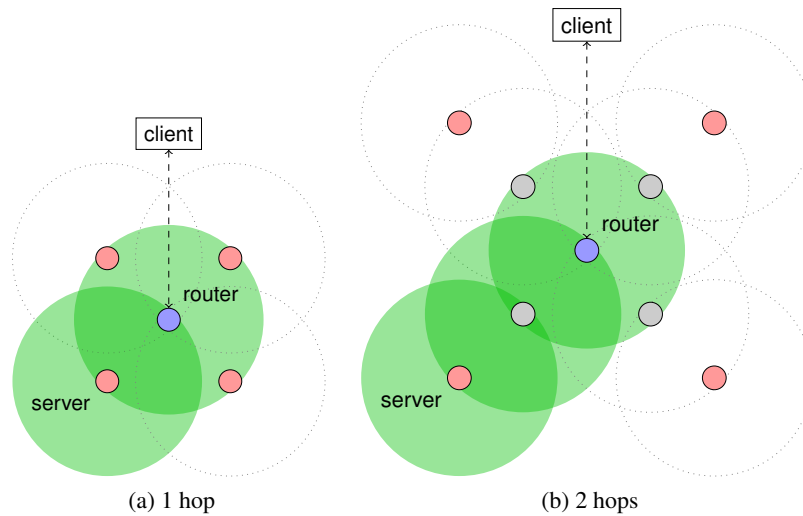 client
router
server
(a) 1 hop
client
router
server
(b) 2 hops